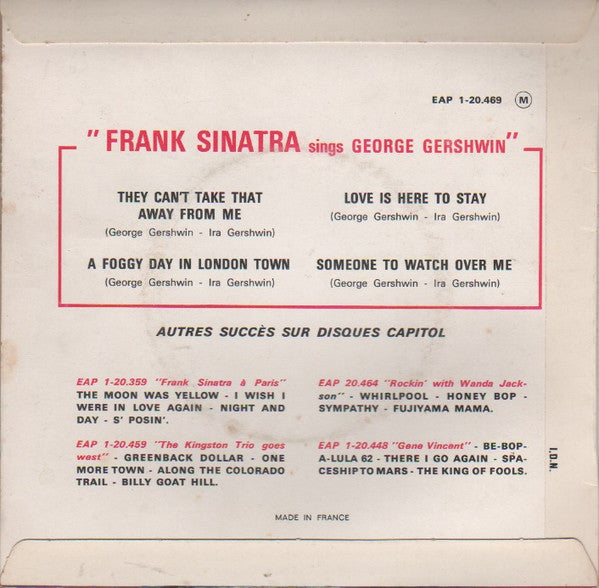 EAP 1-20.469 M
" FRANK SINATRA sings GEORGE GERSHWIN "
THEY CAN'T TAKE THAT
AWAY FROM ME
(George Gershwin - Ira Gershwin)
LOVE IS HERE TO STAY
(George Gershwin - Ira Gershwin)
A FOGGY DAY IN LONDON TOWN
(George Gershwin - Ira Gershwin)
SOMEONE TO WATCH OVER ME
(George Gershwin - Ira Gershwin)
AUTRES SUCCÈS SUR DISQUES CAPITOL
EAP 1-20.359 "Frank Sinatra à Paris"
THE MOON WAS YELLOW - I WISH I
WERE IN LOVE AGAIN - NIGHT AND
DAY - S' POSIN'.
EAP 1-20.459 "The Kingston Trio goes
west" - GREENBACK DOLLAR - ONE
MORE TOWN - ALONG THE COLORADO
TRAIL - BILLY GOAT HILL.
EAP 20.464 "Rockin' with Wanda Jack-
son" - WHIRLPOOL - HONEY BOP -
SYMPATHY - FUJIYAMA MAMA.
EAP 1-20.448 "Gene Vincent" - BE-BOP-
A-LULA 62 - THERE I GO AGAIN - SPA-
CESHIP TO MARS - THE KING OF FOOLS.
I.D.N.
MADE IN FRANCE